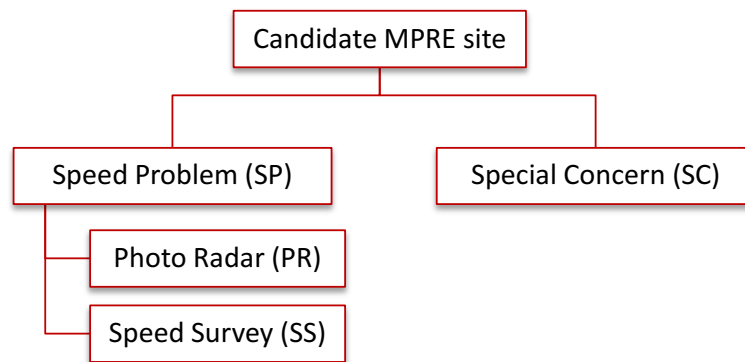 Candidate MPRE site
Speed Problem (SP)
Special Concern (SC)
Photo Radar (PR)
Speed Survey (SS)